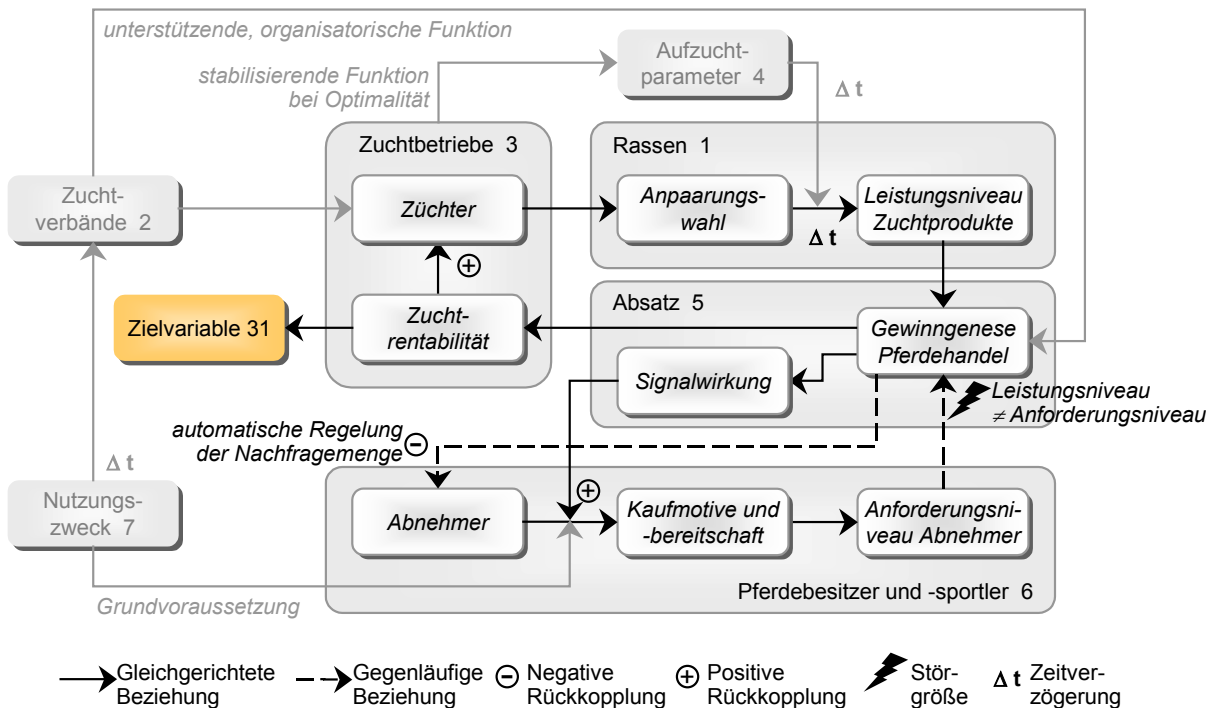 unterstützende, organisatorische Funktion
Aufzucht-
parameter 4
stabilisierende Funktion
bei Optimalität
Δ t
Zuchtbetriebe 3
Rassen 1
Zucht-
verbände 2
Züchter
Anpaarungs-
wahl
Leistungsniveau
Zuchtprodukte
Δ t
+
Absatz 5
Zielvariable 31
Zucht-
rentabilität
Gewinngenese
Pferdehandel
Signalwirkung
Leistungsniveau
≠ Anforderungsniveau
automatische Regelung
der Nachfragemenge
−
Δ t
Nutzungs-
zweck 7
+
Abnehmer
Kaufmotive und
-bereitschaft
Anforderungsni-
veau Abnehmer
Pferdebesitzer und -sportler 6
Grundvoraussetzung
Gleichgerichtete
Beziehung
Gegenläufige
Beziehung
− Negative
Rückkopplung
+ Positive
Rückkopplung
Stör-
größe
Δ t Zeitver-
zögerung